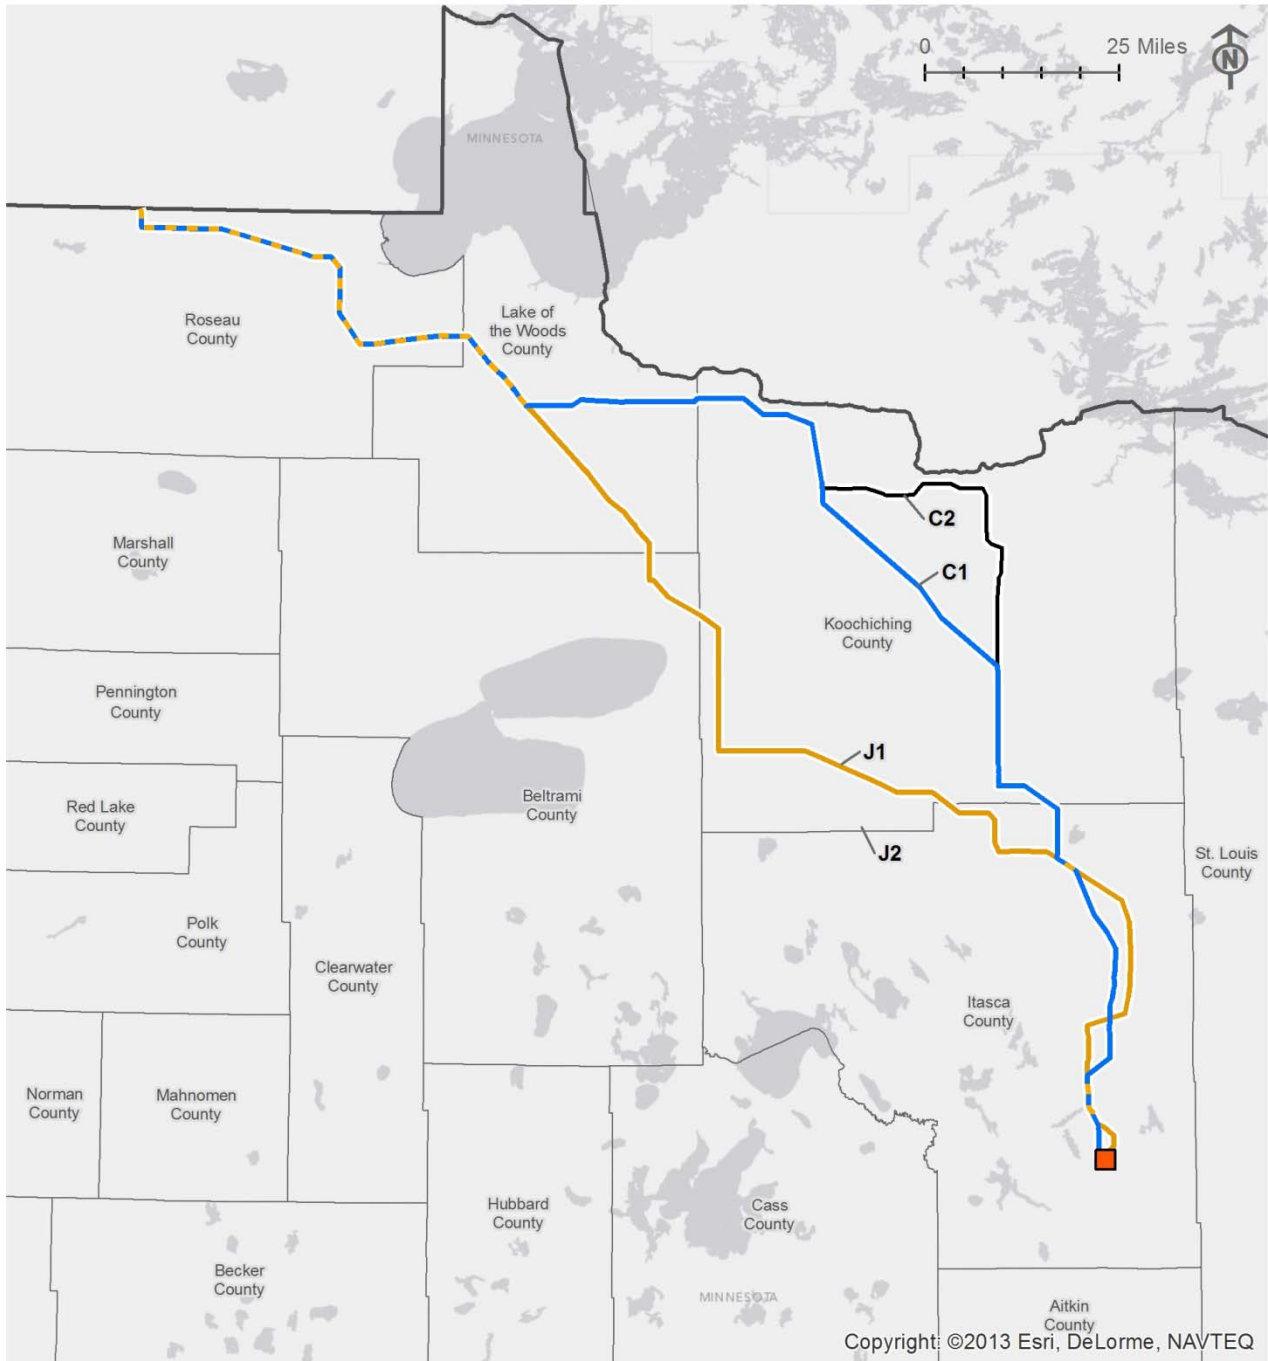 0 25 Miles
N
MINNESOTA
Lake of
the Woods
County
Roseau
County
C2
Marshall
County
C1
Koochiching
County
Pennington
County
J1
Beltrami
County
Red Lake
County
J2
St. Louis
County
Polk
County
Clearwater
County
Itasca
County
Norman
County
Mahnomen
County
Hubbard
County
Cass
County
Becker
County
MINNESOTA
Aitkin
County
Copyright: ©2013 Esri, DeLorme, NAVTEQ